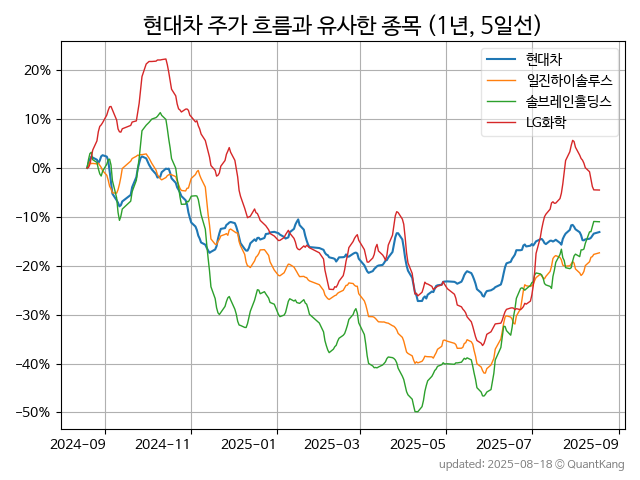 현대차 주가 흐름과 유사한 종목 (1년, 5일선)
현대차
일진하이솔루스
솔브레인홀딩스
LG화학
20%
10%
0%
−10%
−20%
−30%
−40%
−50%
2024-09 2024-11 2025-01 2025-03 2025-05 2025-07 2025-09
updated: 2025-08-18 © QuantKang